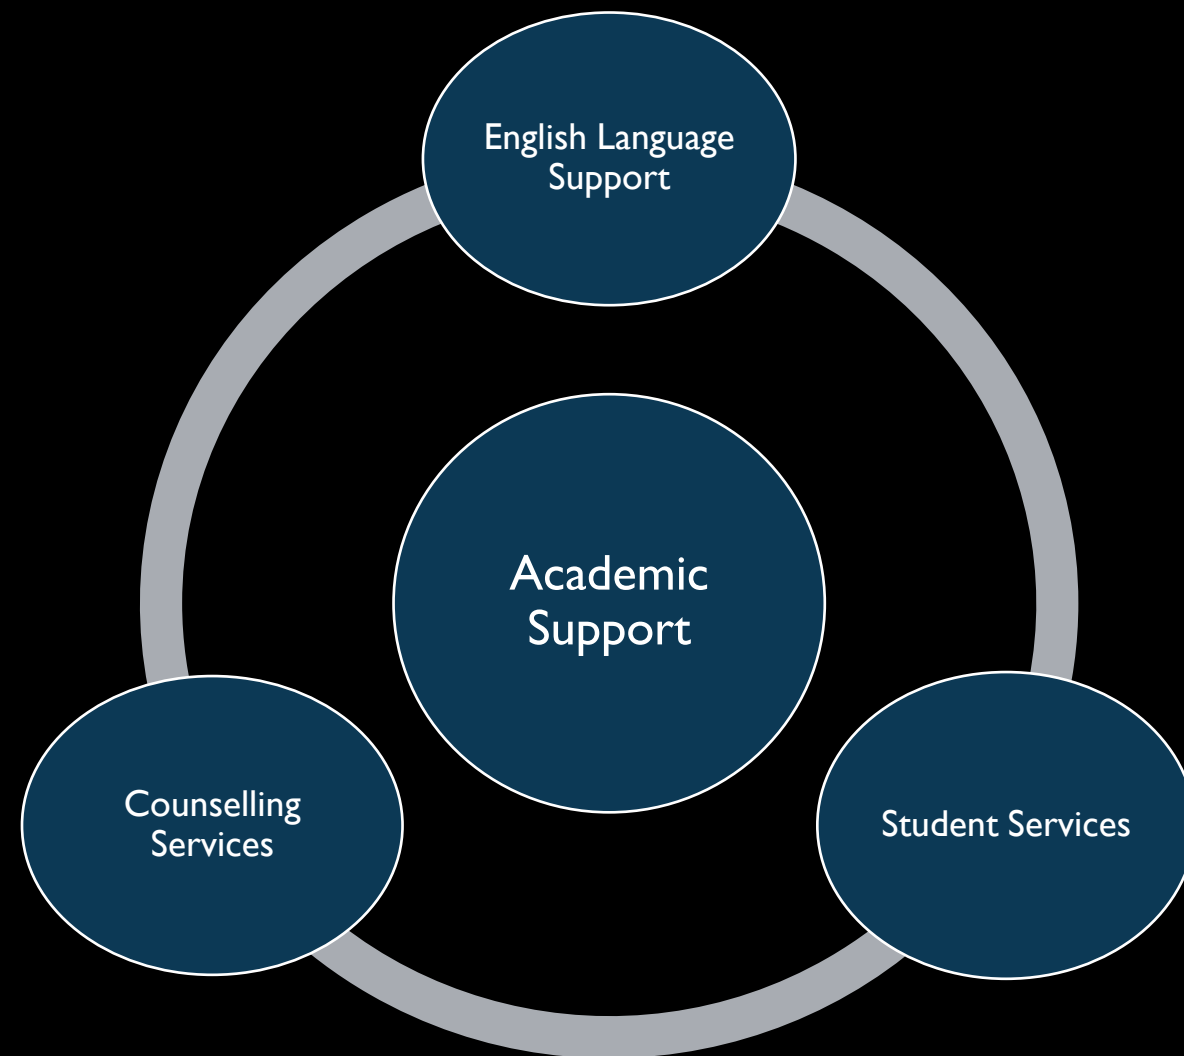 English Language
Support
Academic
Support
Counselling
Services
Student Services